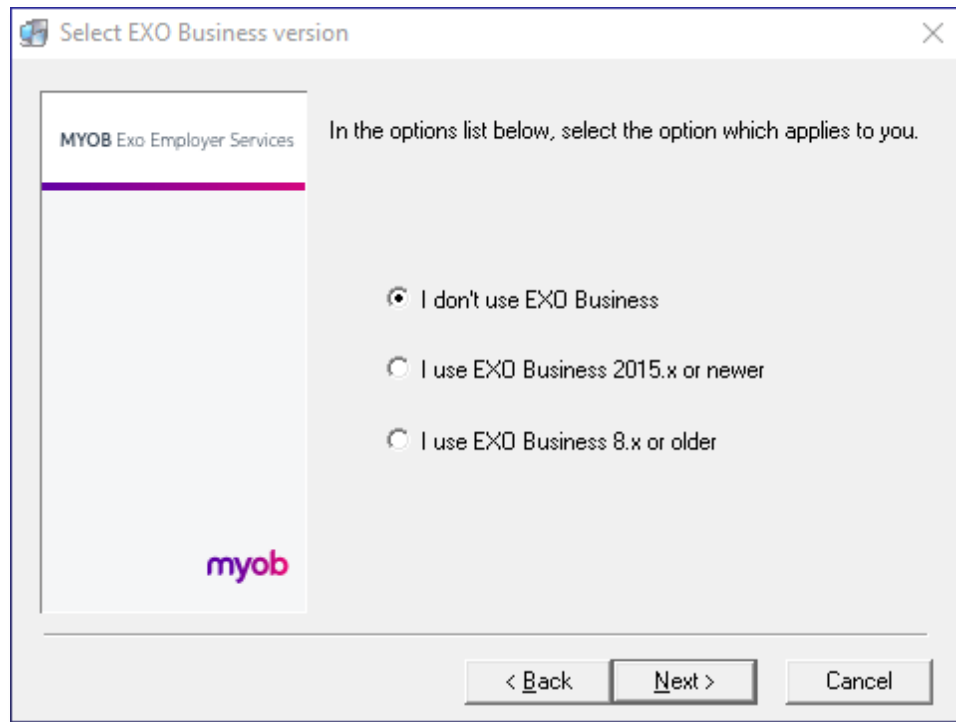 Select EXO Business version
MYOB Exo Employer Services
In the options list below, select the option which applies to you.
I don't use EXO Business
I use EXO Business 2015.x or newer
I use EXO Business 8.x or older
myob
< Back
Next >
Cancel